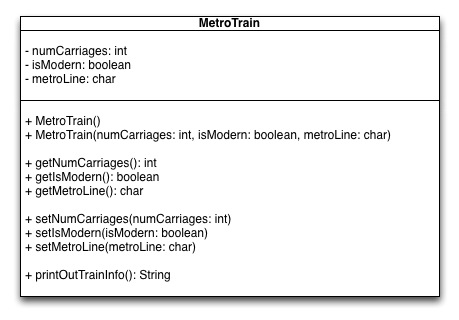 MetroTrain
- numCarriages: int
- isModern: boolean
- metroLine: char
+ MetroTrain()
+ MetroTrain(numCarriages: int, isModern: boolean, metroLine: char)
+ getNumCarriages(): int
+ getIsModern(): boolean
+ getMetroLine(): char
+ setNumCarriages(numCarriages: int)
+ setIsModern(isModern: boolean)
+ setMetroLine(metroLine: char)
+ printOutTrainInfo(): String